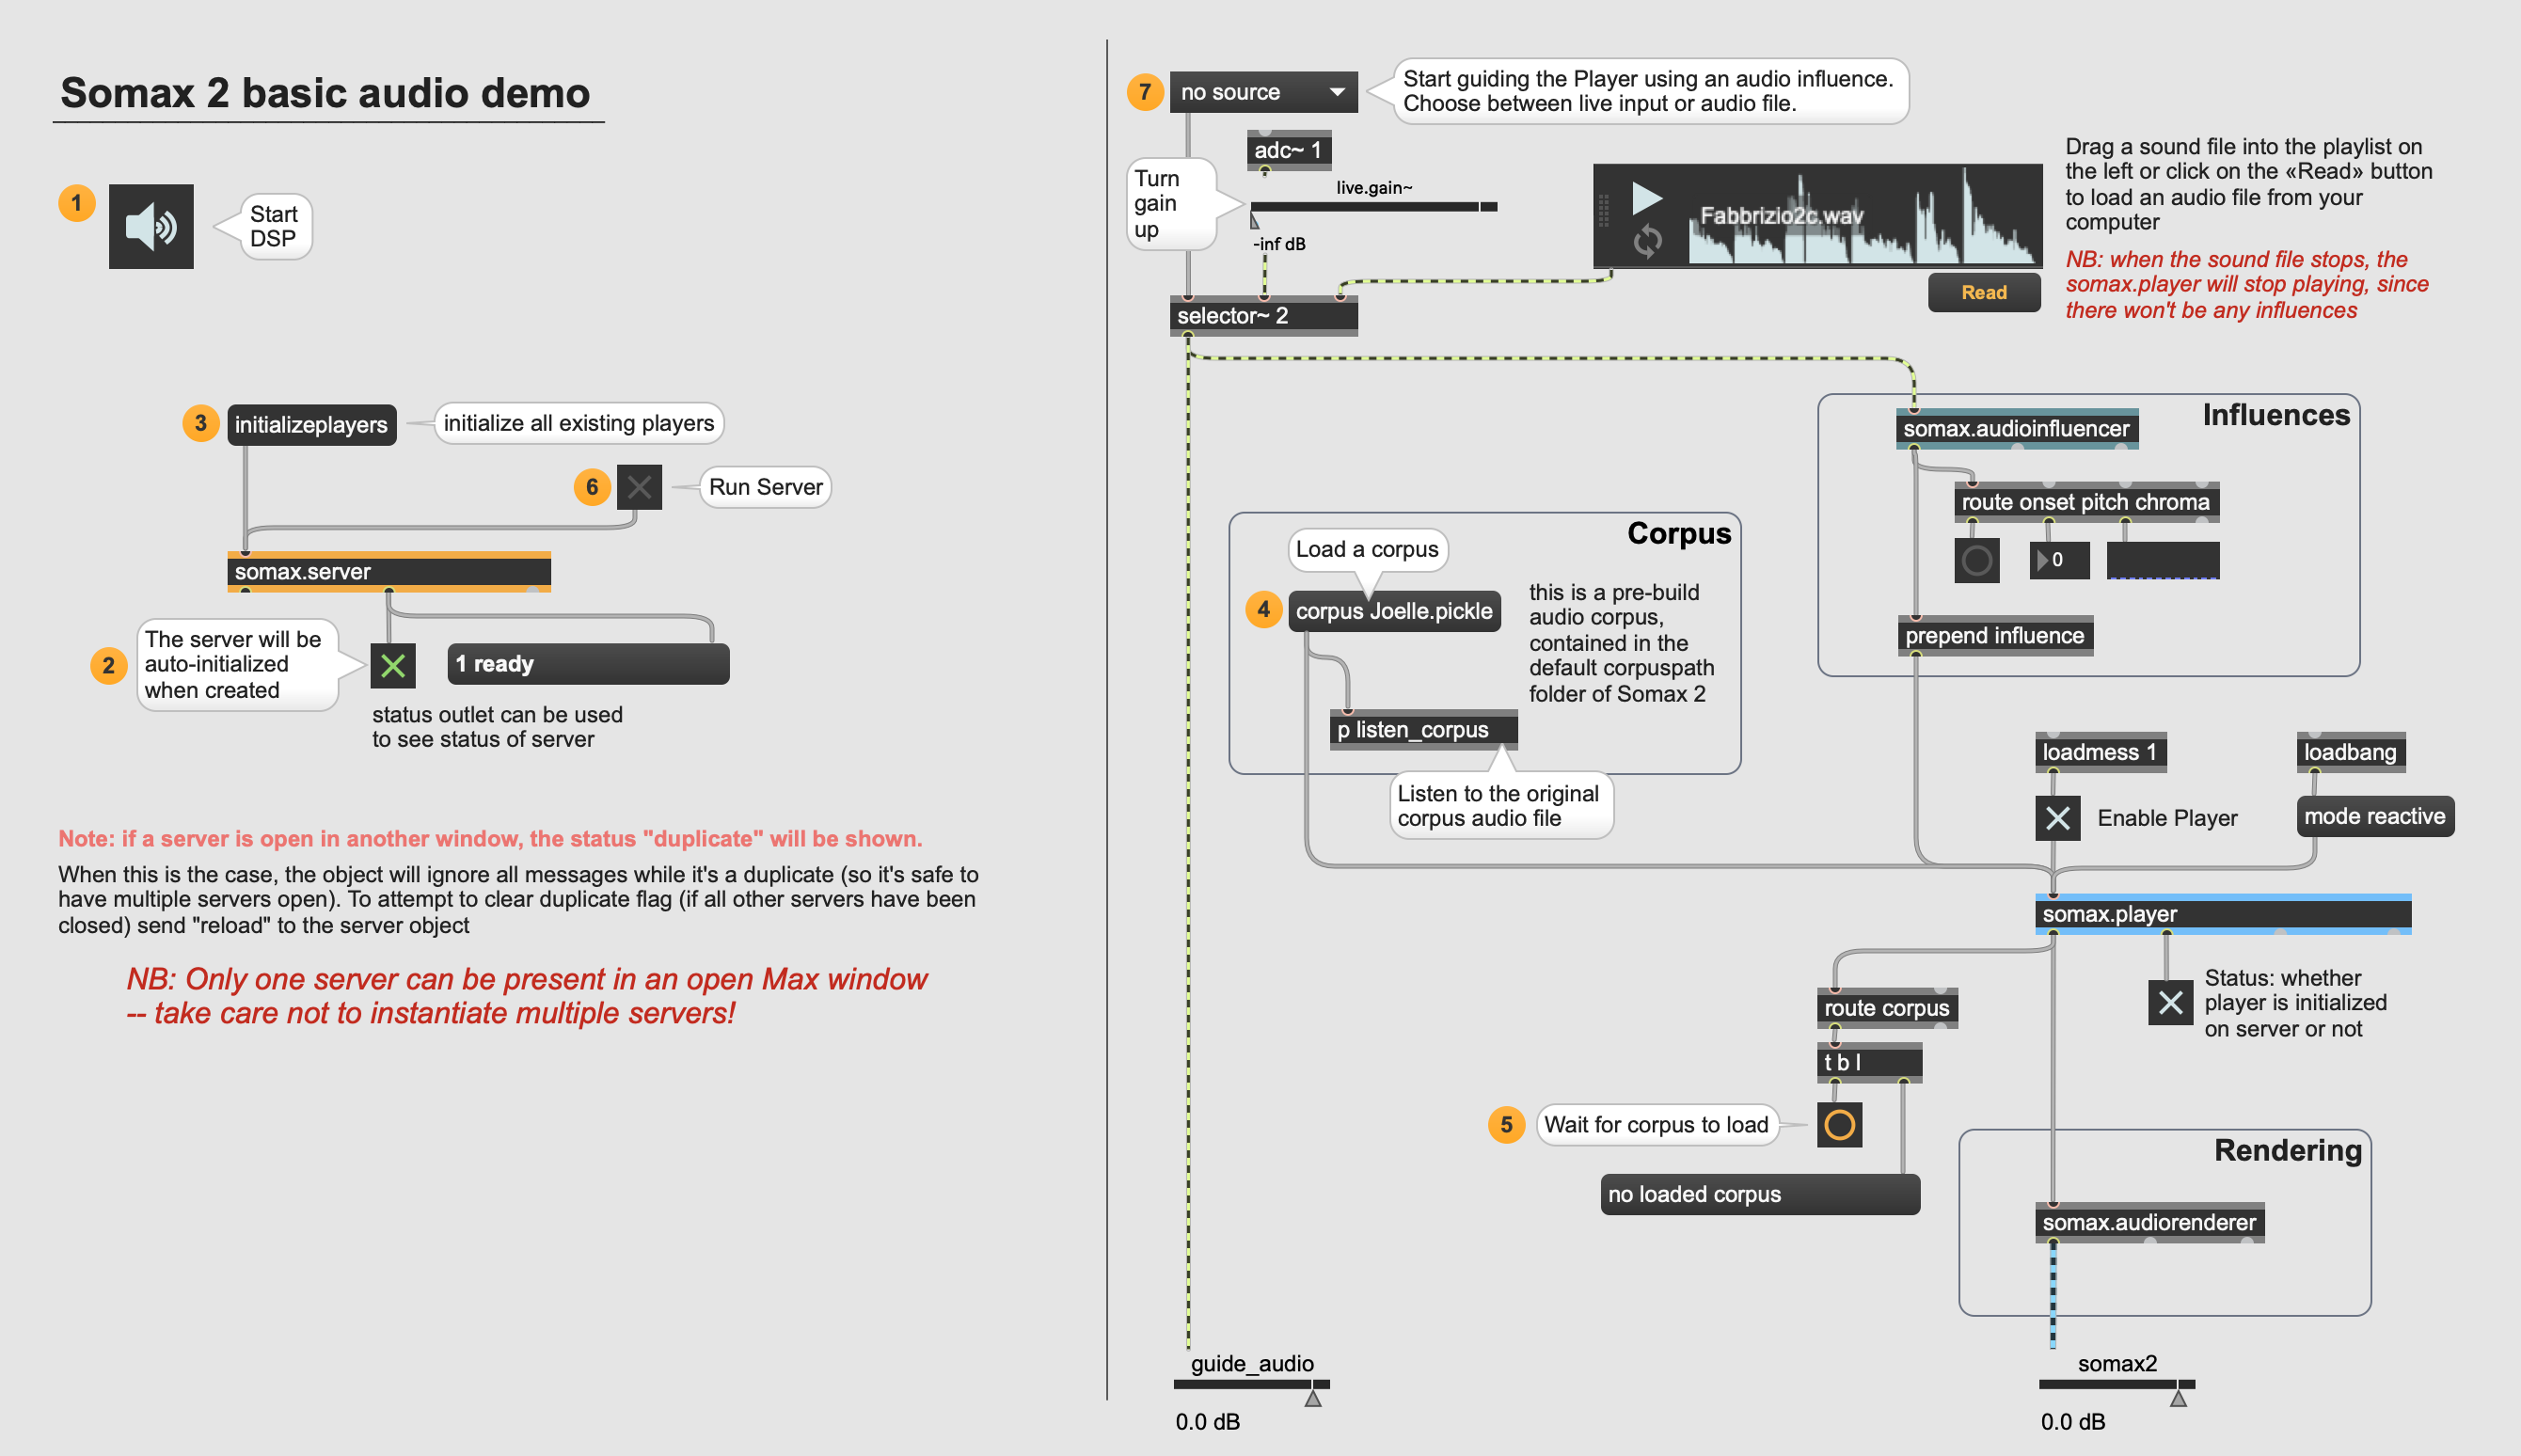 Somax 2 basic audio demo
1
Start
DSP
3
initializeplayers
initialize all existing players
6
Run Server
somax.server
2
The server will be
auto-initialized
when created
1 ready
status outlet can be used
to see status of server
Note: if a server is open in another window, the status "duplicate" will be shown.
When this is the case, the object will ignore all messages while it's a duplicate (so it's safe to
have multiple servers open). To attempt to clear duplicate flag (if all other servers have been
closed) send "reload" to the server object
NB: Only one server can be present in an open Max window
-- take care not to instantiate multiple servers!
7
no source
Start guiding the Player using an audio influence.
Choose between live input or audio file.
adc~ 1
Turn
gain
up
live.gain~
-inf dB
Fabbrizio2c.wav
Drag a sound file into the playlist on
the left or click on the «Read» button
to load an audio file from your
computer
NB: when the sound file stops, the
somax.player will stop playing, since
there won't be any influences
Read
selector~ 2
Influences
somax.audioinfluencer
route onset pitch chroma
0
prepend influence
Corpus
Load a corpus
4
corpus Joelle.pickle
this is a pre-build
audio corpus,
contained in the
default corpuspath
folder of Somax 2
p listen_corpus
Listen to the original
corpus audio file
loadmess 1
loadbang
Enable Player
mode reactive
somax.player
Status: whether
player is initialized
on server or not
route corpus
t b l
5
Wait for corpus to load
no loaded corpus
Rendering
somax.audiorenderer
guide_audio
0.0 dB
somax2
0.0 dB